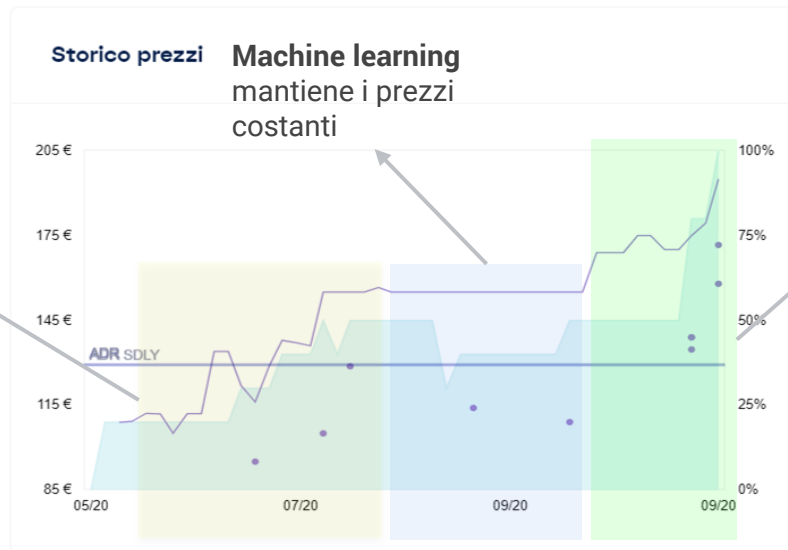 Storico prezzi
Machine learning
mantiene i prezzi
costanti
205 €
100%
175 €
75%
145 €
50%
ADR SDLY
115 €
25%
85 €
0%
05/20
07/20
09/20
09/20